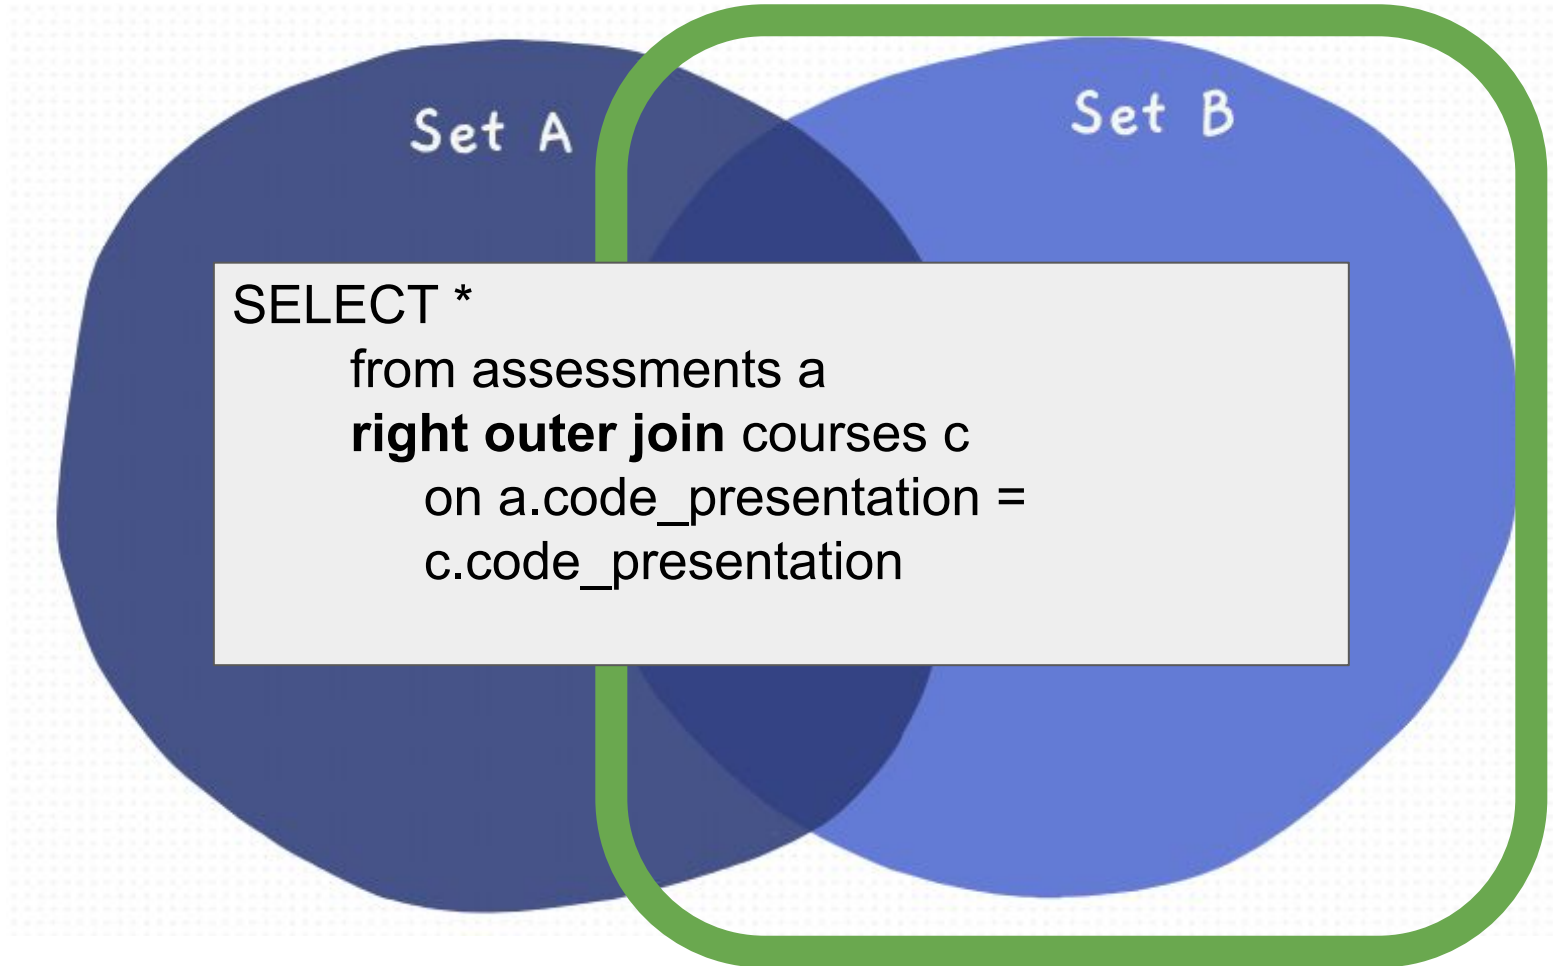 Set A
Set B
SELECT *
from assessments a
right outer join courses c
on a.code_presentation =
c.code_presentation